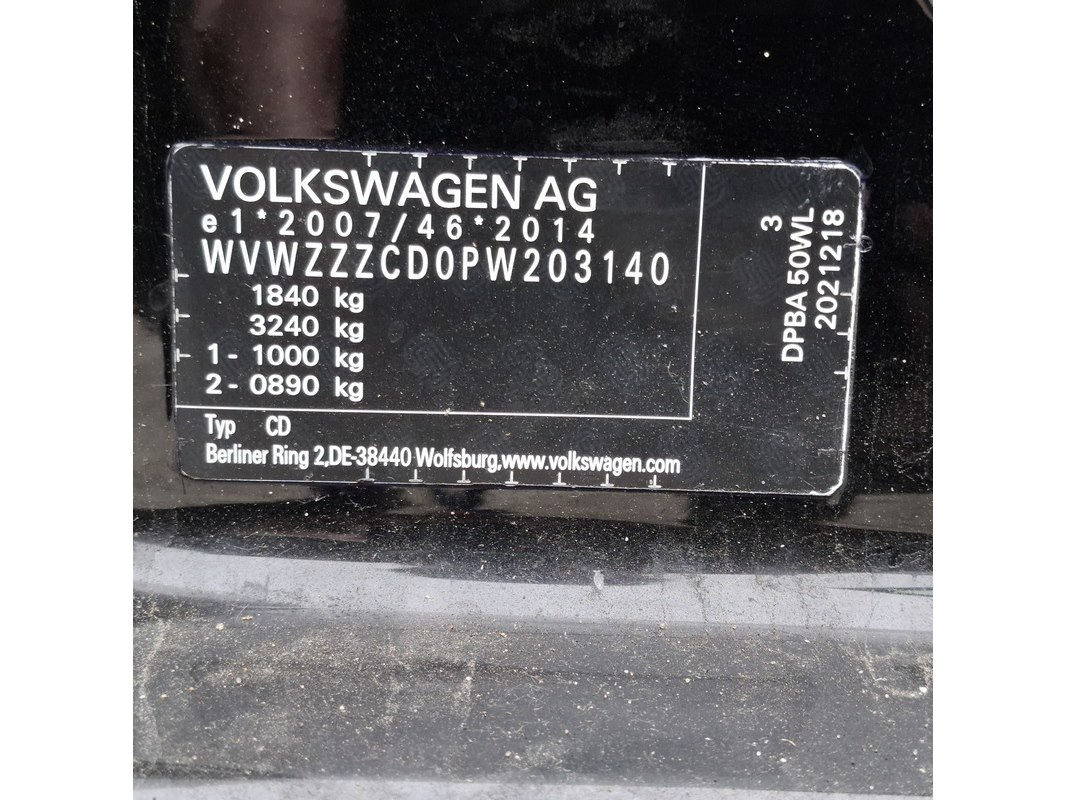 VOLKSWAGEN AG
e1*2007/46*2014
WVWZZZCD0PW203140
1840 kg
3240 kg
1- 1000 kg
2- 0890 kg
Typ CD
Berliner Ring 2,DE-38440 Wolfsburg,www.volkswagen.com
3
DPBA 50WL
2021218